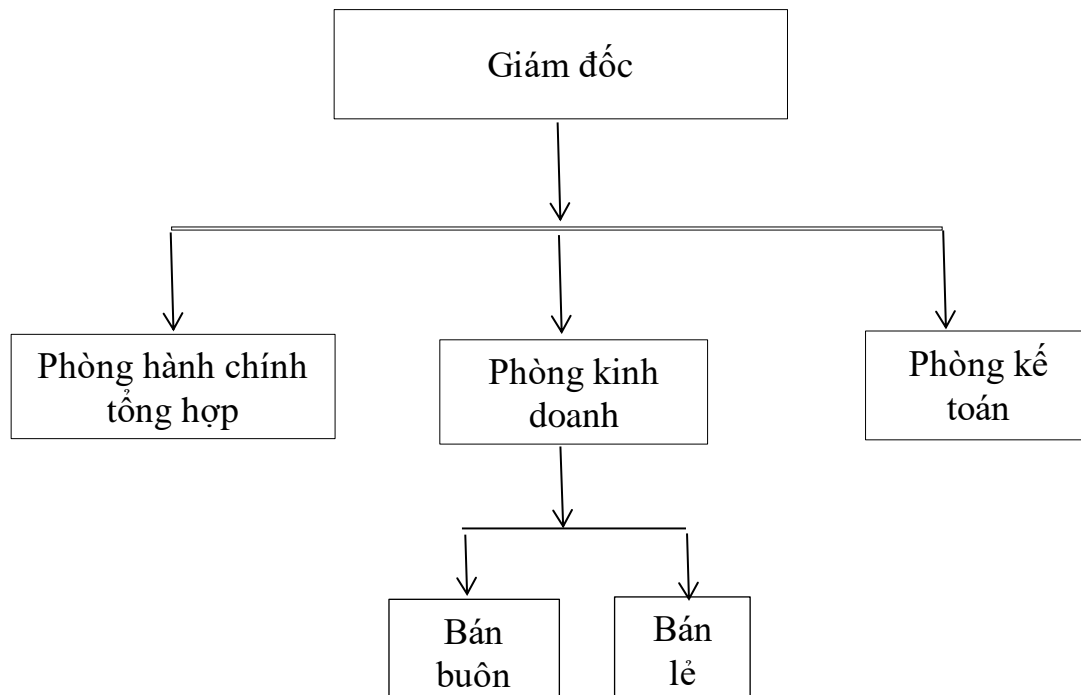 Giám đốc
Phòng hành chính
tổng hợp
Phòng kinh
doanh
Phòng kế
toán
Bán
buôn
Bán
lẻ